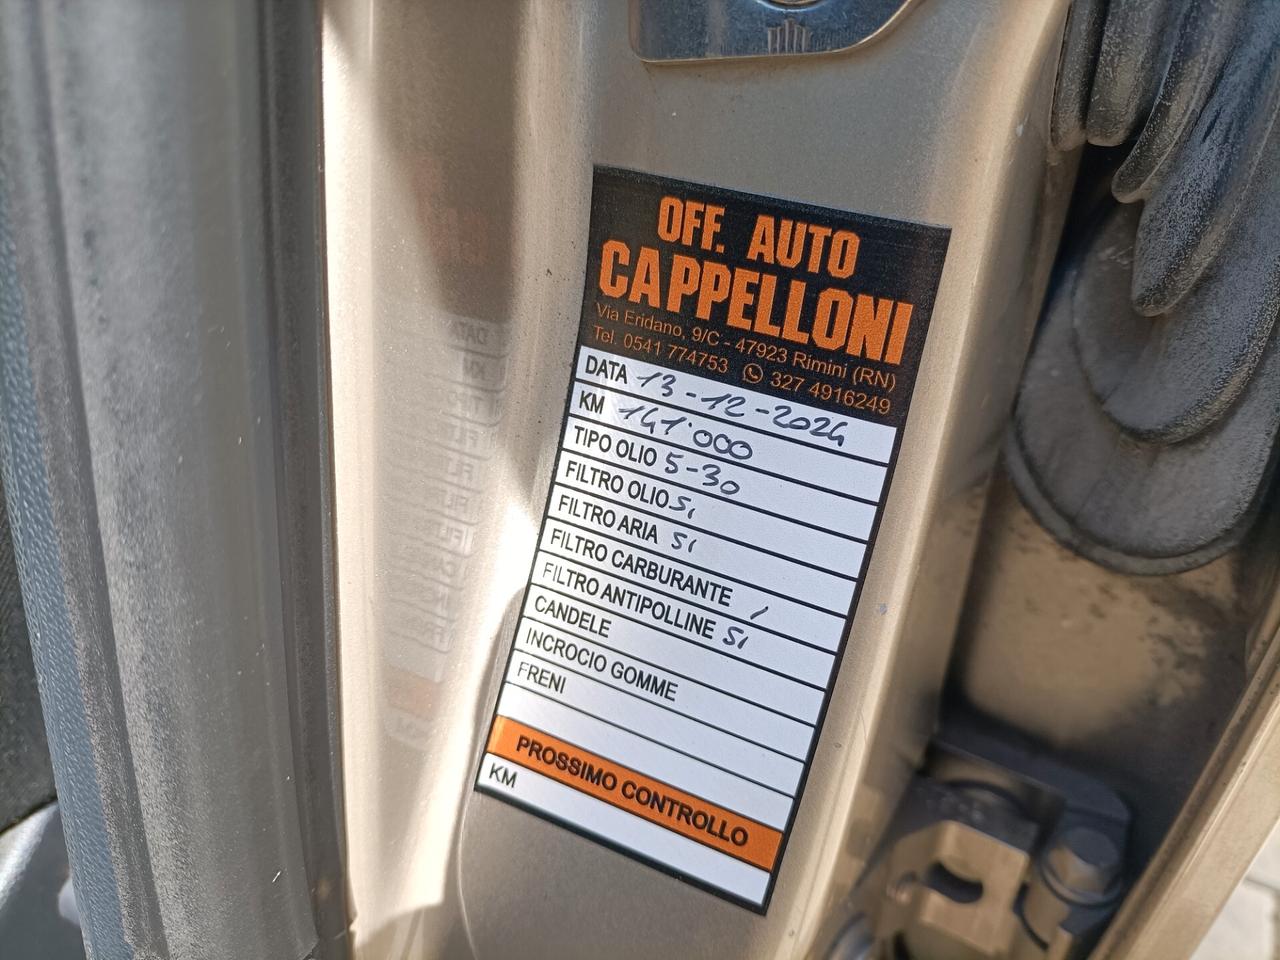 OFF. AUTO
CAPPELLONI
Via Eridano, 9/C - 47923 Rimini (RN)
Tel. 0541 774753 327 4916249
DATA 13-12-2024
KM 141'000
TIPO OLIO 5-30
FILTRO OLIO Si
FILTRO ARIA Si
FILTRO CARBURANTE /
FILTRO ANTIPOLLINE Si
CANDELE
INCROCIO GOMME
FRENI
PROSSIMO CONTROLLO
KM